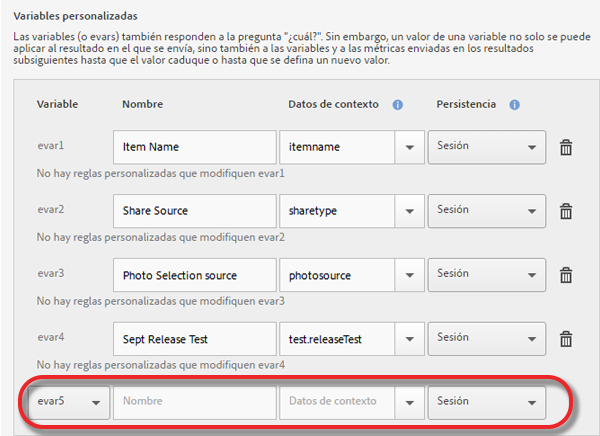 Variables personalizadas
Las variables (o evars) también responden a la pregunta "¿cuál?". Sin embargo, un valor de una variable no solo se puede
aplicar al resultado en el que se envía, sino también a las variables y a las métricas enviadas en los resultados
subsiguientes hasta que el valor caduque o hasta que se defina un nuevo valor.
Variable Nombre Datos de contexto i Persistencia i
evar1 Item Name itemname Sesión
No hay reglas personalizadas que modifiquen evar1
evar2 Share Source sharetype Sesión
No hay reglas personalizadas que modifiquen evar2
evar3 Photo Selection source photosource Sesión
No hay reglas personalizadas que modifiquen evar3
evar4 Sept Release Test test.releaseTest Sesión
No hay reglas personalizadas que modifiquen evar4
evar5 Nombre Datos de contexto Sesión